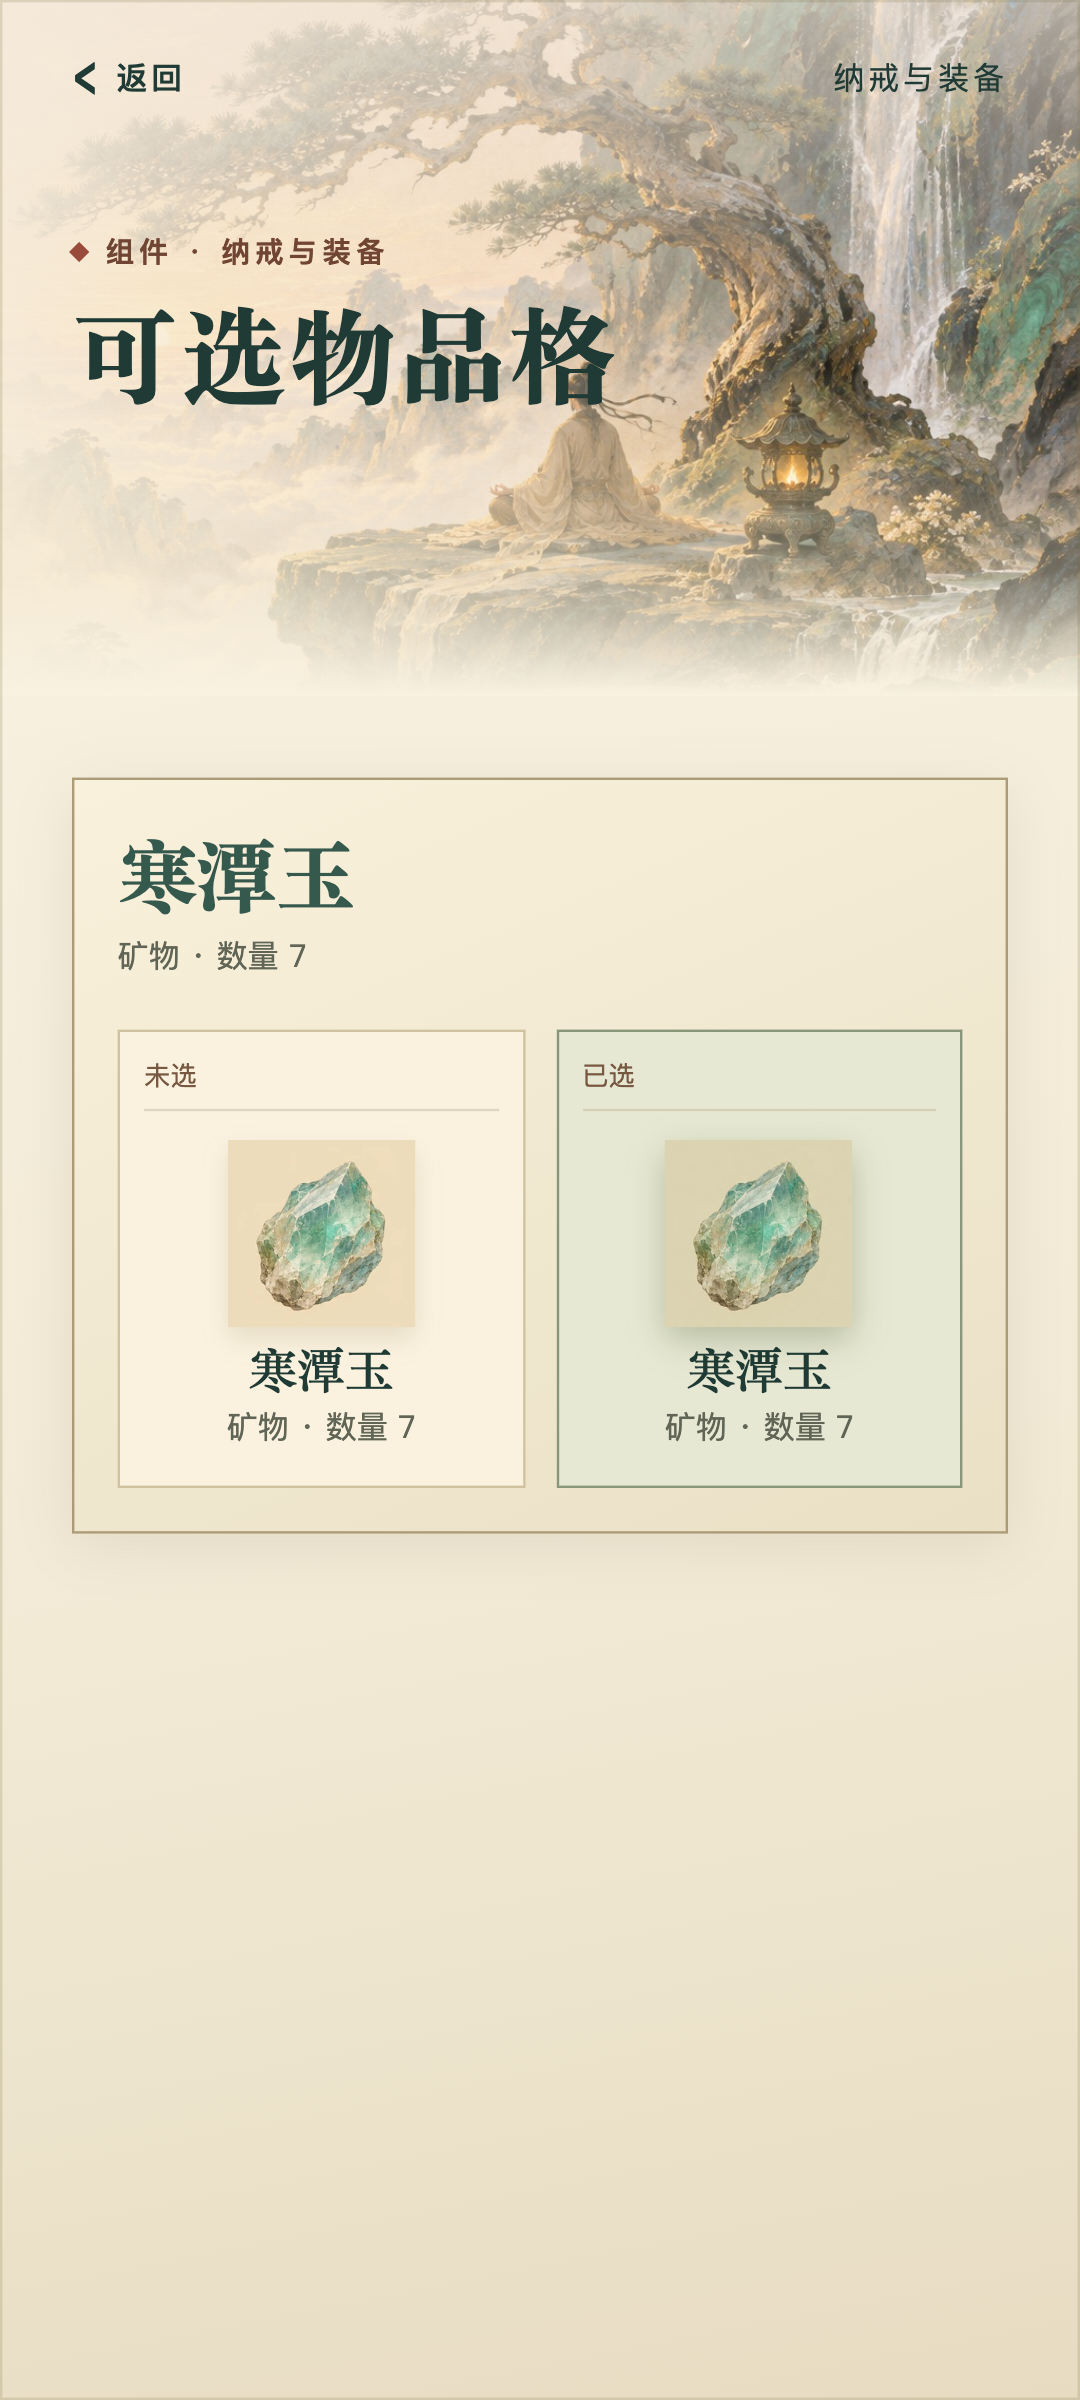 返回
纳戒与装备
组件 · 纳戒与装备
可选物品格
寒潭玉
矿物 · 数量 7
未选
已选
寒潭玉
寒潭玉
矿物 · 数量 7
矿物 · 数量 7